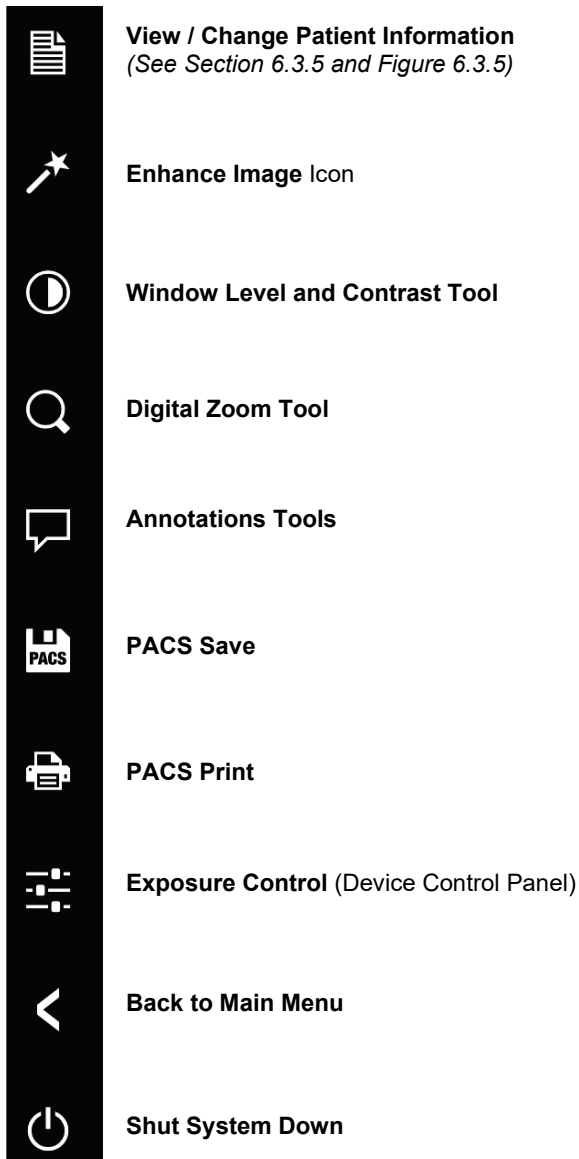 View / Change Patient Information
(See Section 6.3.5 and Figure 6.3.5)
Enhance Image Icon
Window Level and Contrast Tool
Digital Zoom Tool
Annotations Tools
PACS
PACS Save
PACS Print
Exposure Control (Device Control Panel)
Back to Main Menu
Shut System Down